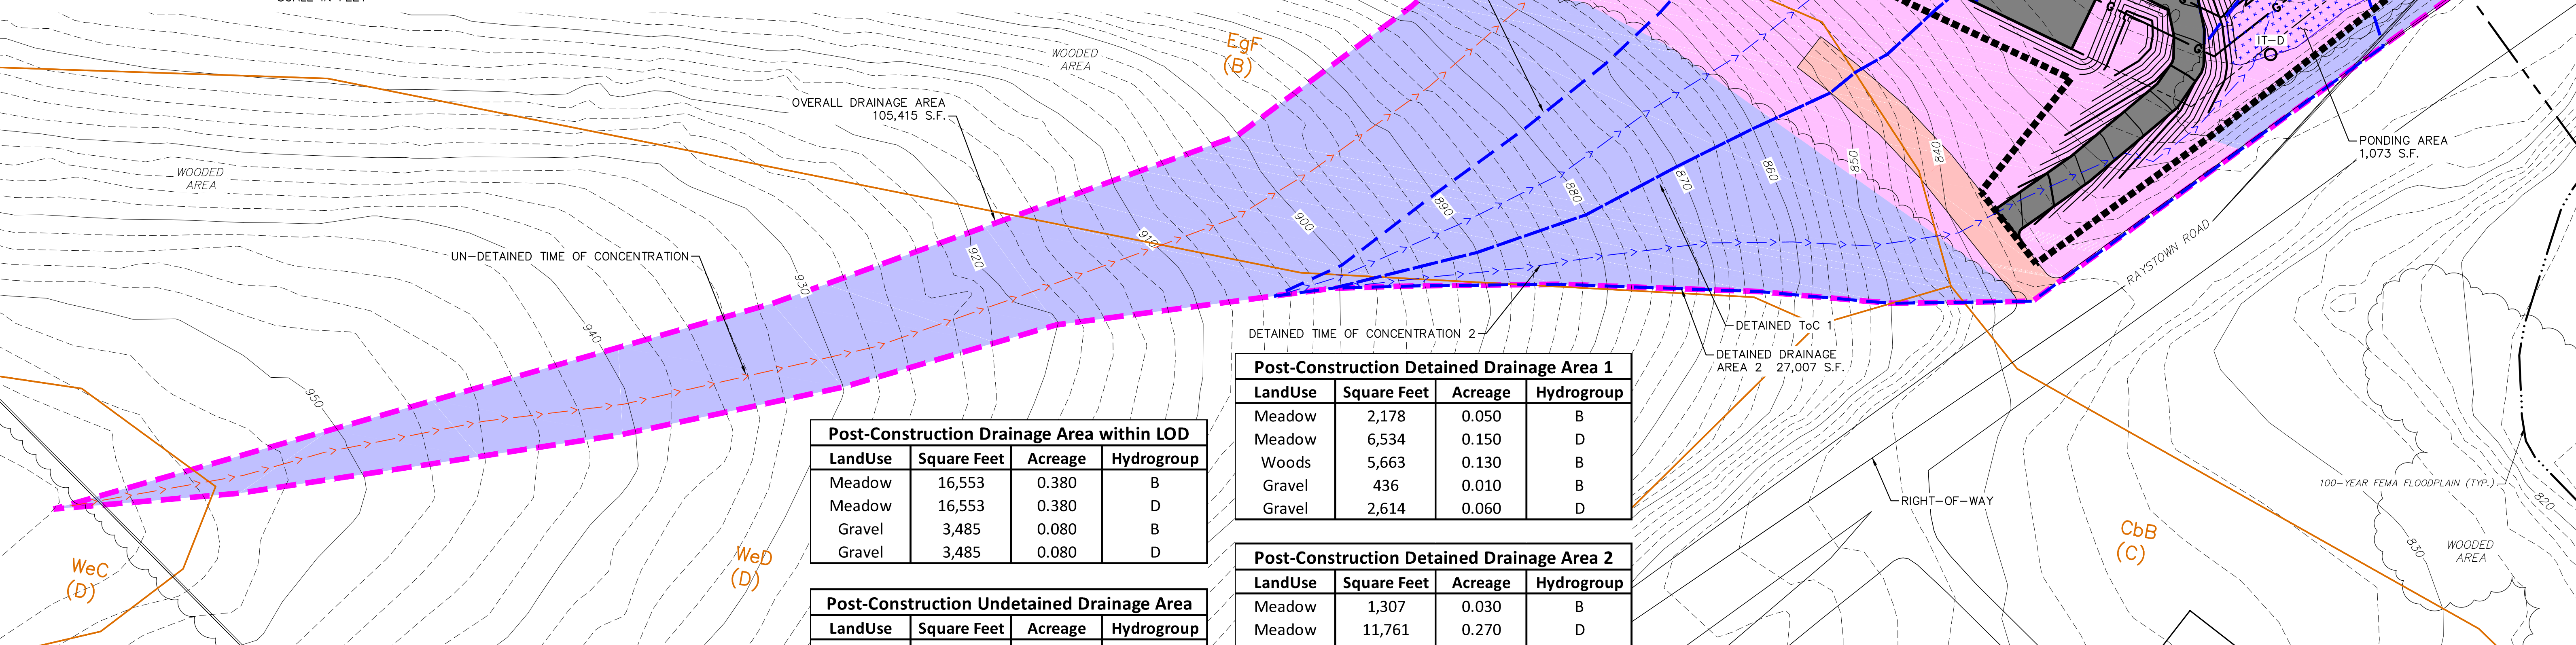 EgF
(B)
WOODED
AREA
IT-D
OVERALL DRAINAGE AREA
105,415 S.F.
PONDING AREA
1,073 S.F.
840
850
860
870
880
890
900
910
920
930
940
950
WOODED
AREA
UN-DETAINED TIME OF CONCENTRATION
RAYSTOWN ROAD
DETAINED TIME OF CONCENTRATION 2
DETAINED ToC 1
DETAINED DRAINAGE
AREA 2 27,007 S.F.
Post-Construction Detained Drainage Area 1
LandUse Square Feet Acreage Hydrogroup
Meadow 2,178 0.050 B
Meadow 6,534 0.150 D
Woods 5,663 0.130 B
Gravel 436 0.010 B
Gravel 2,614 0.060 D
Post-Construction Drainage Area within LOD
LandUse Square Feet Acreage Hydrogroup
Meadow 16,553 0.380 B
Meadow 16,553 0.380 D
Gravel 3,485 0.080 B
Gravel 3,485 0.080 D
RIGHT-OF-WAY
100-YEAR FEMA FLOODPLAIN (TYP.)
820
830
WOODED
AREA
CbB
(C)
WeC
(D)
WeD
(D)
Post-Construction Detained Drainage Area 2
LandUse Square Feet Acreage Hydrogroup
Meadow 1,307 0.030 B
Meadow 11,761 0.270 D
Post-Construction Undetained Drainage Area
LandUse Square Feet Acreage Hydrogroup